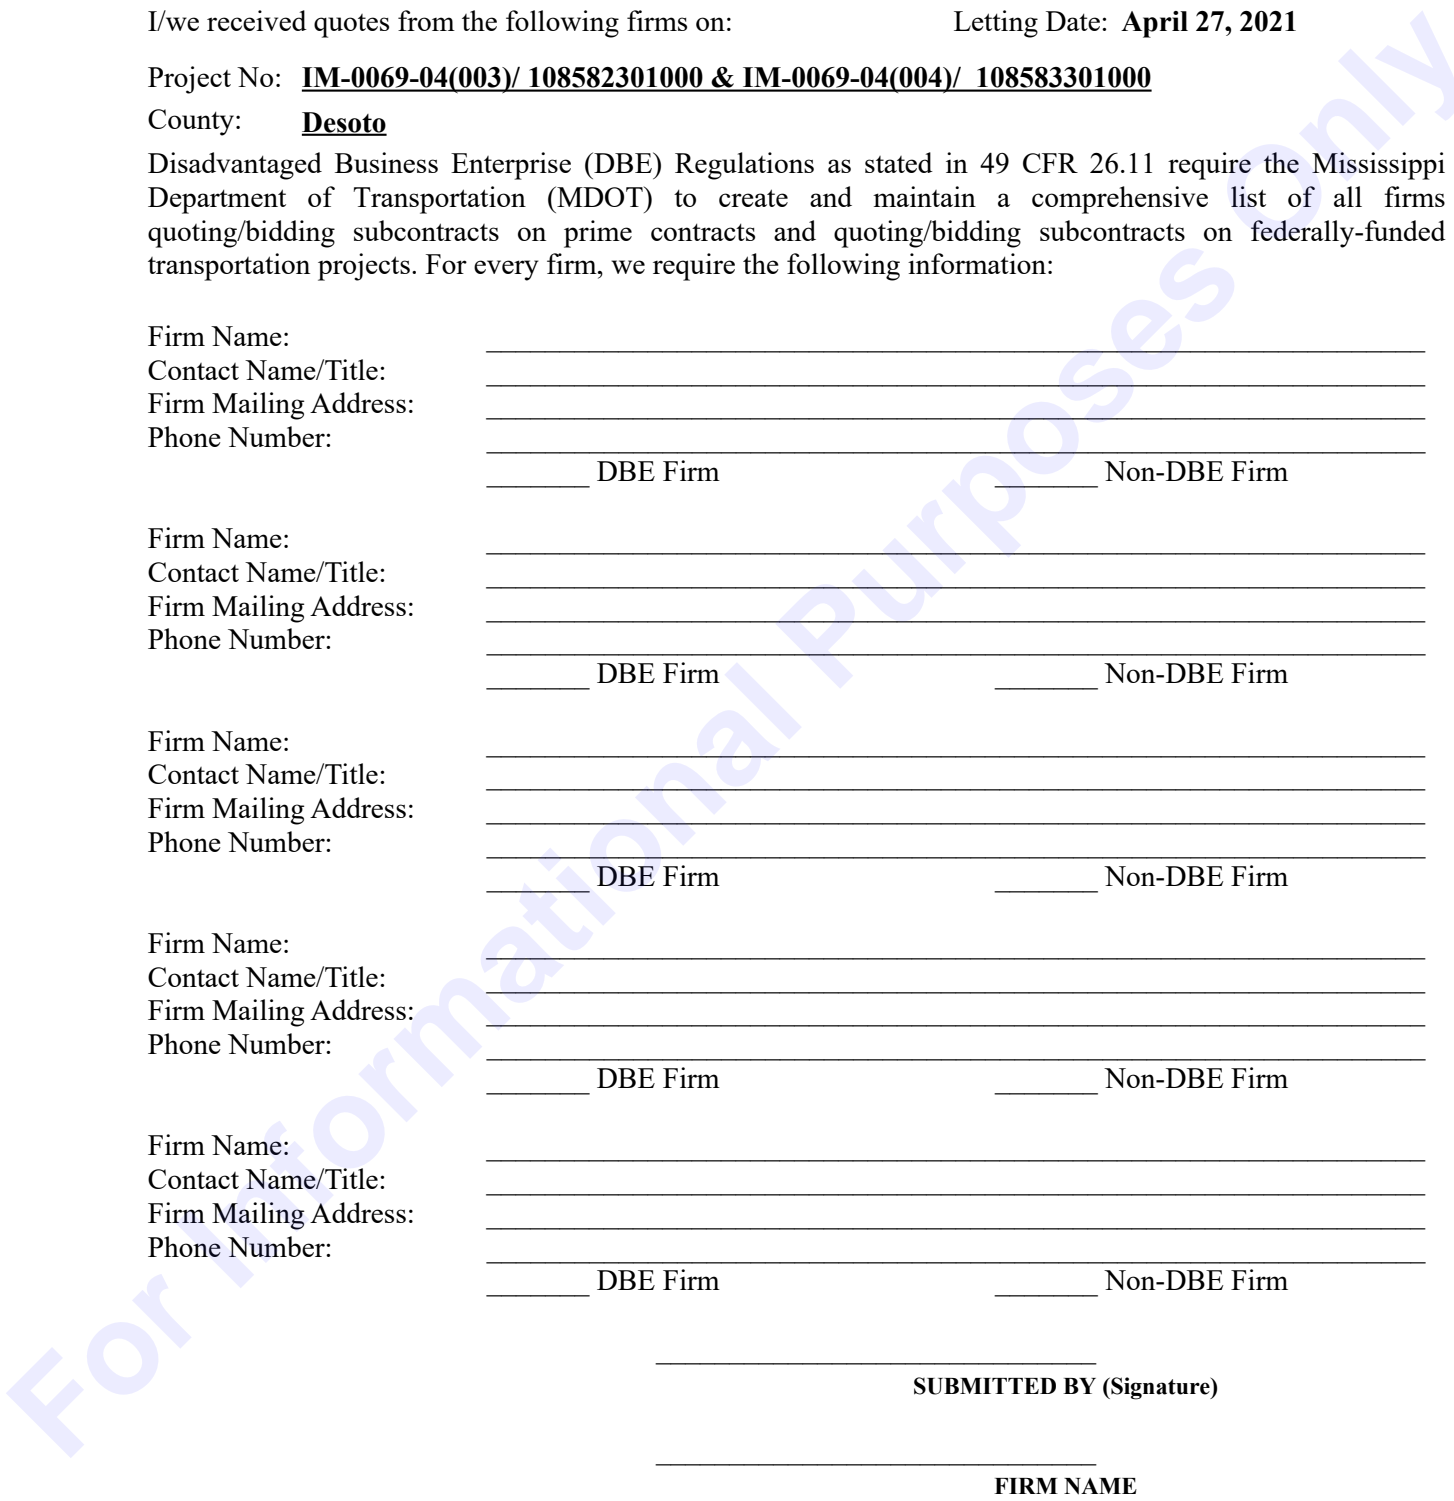 I/we received quotes from the following firms on: Letting Date: April 27, 2021
Project No: IM-0069-04(003)/ 108582301000 & IM-0069-04(004)/ 108583301000
County: Desoto
Disadvantaged Business Enterprise (DBE) Regulations as stated in 49 CFR 26.11 require the Mississippi
Department of Transportation (MDOT) to create and maintain a comprehensive list of all firms
quoting/bidding subcontracts on prime contracts and quoting/bidding subcontracts on federally-funded
transportation projects. For every firm, we require the following information:
Firm Name:
Contact Name/Title:
Firm Mailing Address:
Phone Number:
DBE Firm Non-DBE Firm
Firm Name:
Contact Name/Title:
Firm Mailing Address:
Phone Number:
DBE Firm Non-DBE Firm
Firm Name:
Contact Name/Title:
Firm Mailing Address:
Phone Number:
DBE Firm Non-DBE Firm
Firm Name:
Contact Name/Title:
Firm Mailing Address:
Phone Number:
DBE Firm Non-DBE Firm
Firm Name:
Contact Name/Title:
Firm Mailing Address:
Phone Number:
DBE Firm Non-DBE Firm
SUBMITTED BY (Signature)
FIRM NAME
For Informational Purposes Only